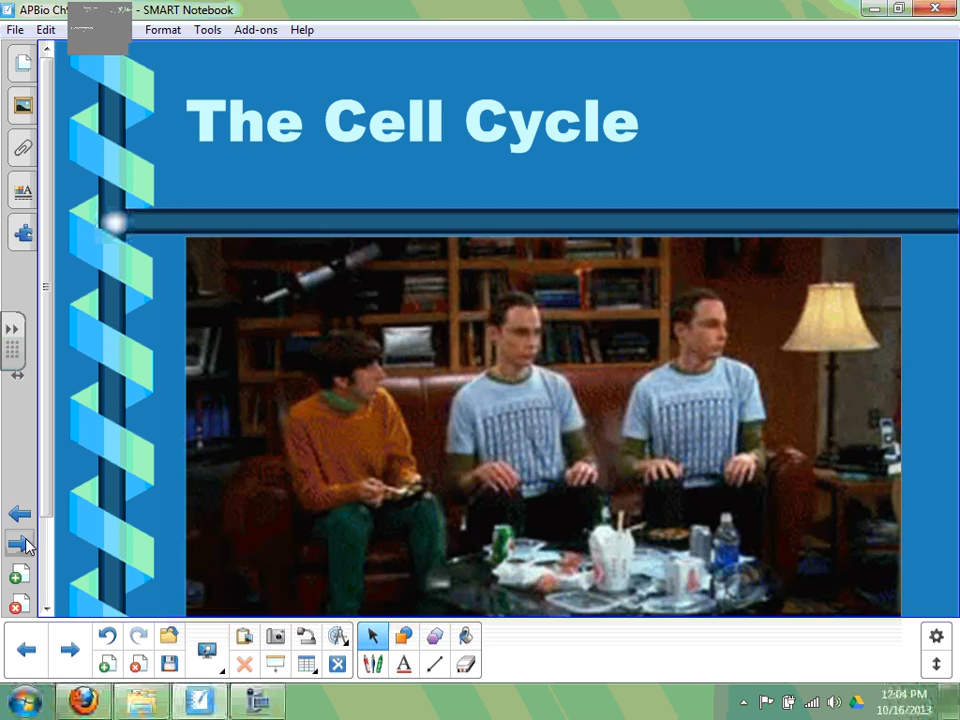 APBio Ch - SMART Notebook
File Edit Format Tools Add-ons Help
The Cell Cycle
12:04 PM
10/16/2013